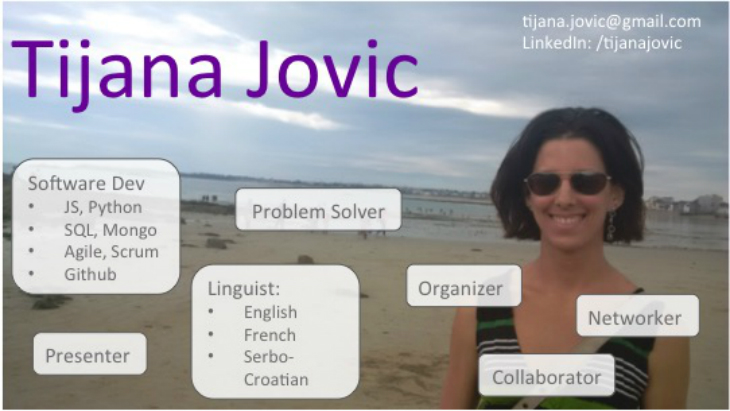 tijana.jovic@gmail.com
LinkedIn: /tijanajovic
Tijana Jovic
Software Dev
• JS, Python
• SQL, Mongo
• Agile, Scrum
• Github
Problem Solver
Linguist:
• English
• French
• Serbo-
Croatian
Organizer
Networker
Presenter
Collaborator